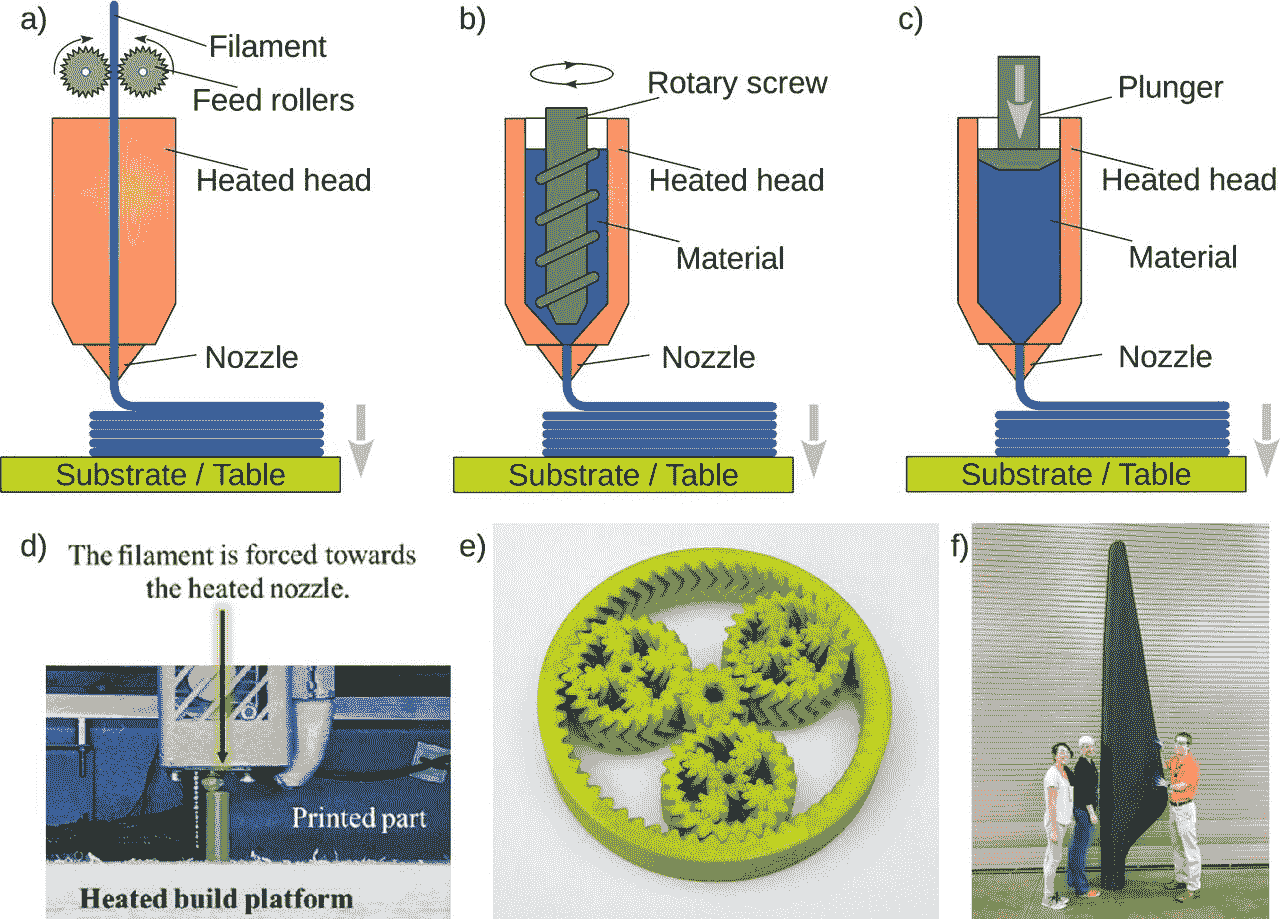 a)
Filament
Feed rollers
Heated head
Nozzle
Substrate / Table
b)
Rotary screw
Heated head
Material
Nozzle
Substrate / Table
c)
Plunger
Heated head
Material
Nozzle
Substrate / Table
d)
The filament is forced towards
the heated nozzle.
Printed part
Heated build platform
e)
f)